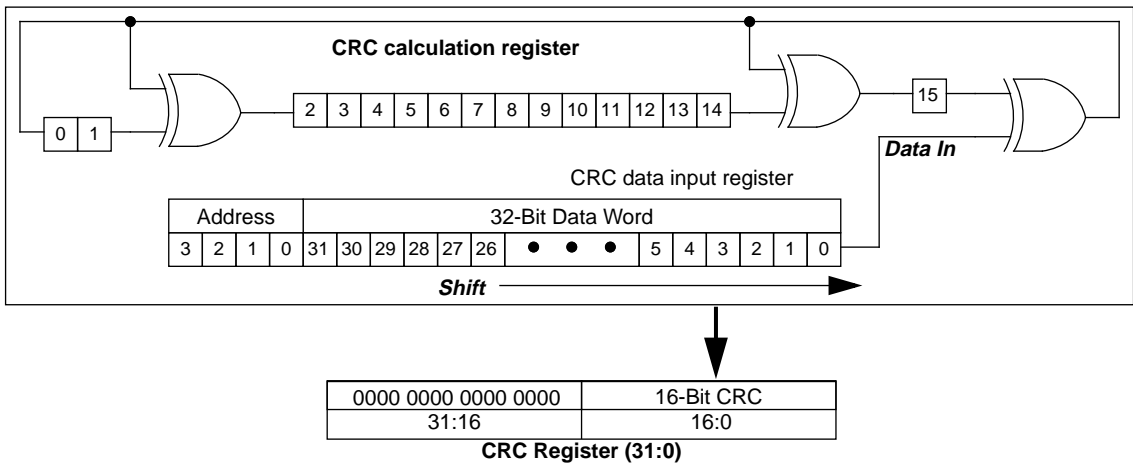 CRC calculation register
0 1
2 3 4 5 6 7 8 9 10 11 12 13 14
15
Data In
CRC data input register
Address 32-Bit Data Word
3 2 1 0 31 30 29 28 27 26 • • • 5 4 3 2 1 0
Shift
0000 0000 0000 0000 16-Bit CRC
31:16 16:0
CRC Register (31:0)